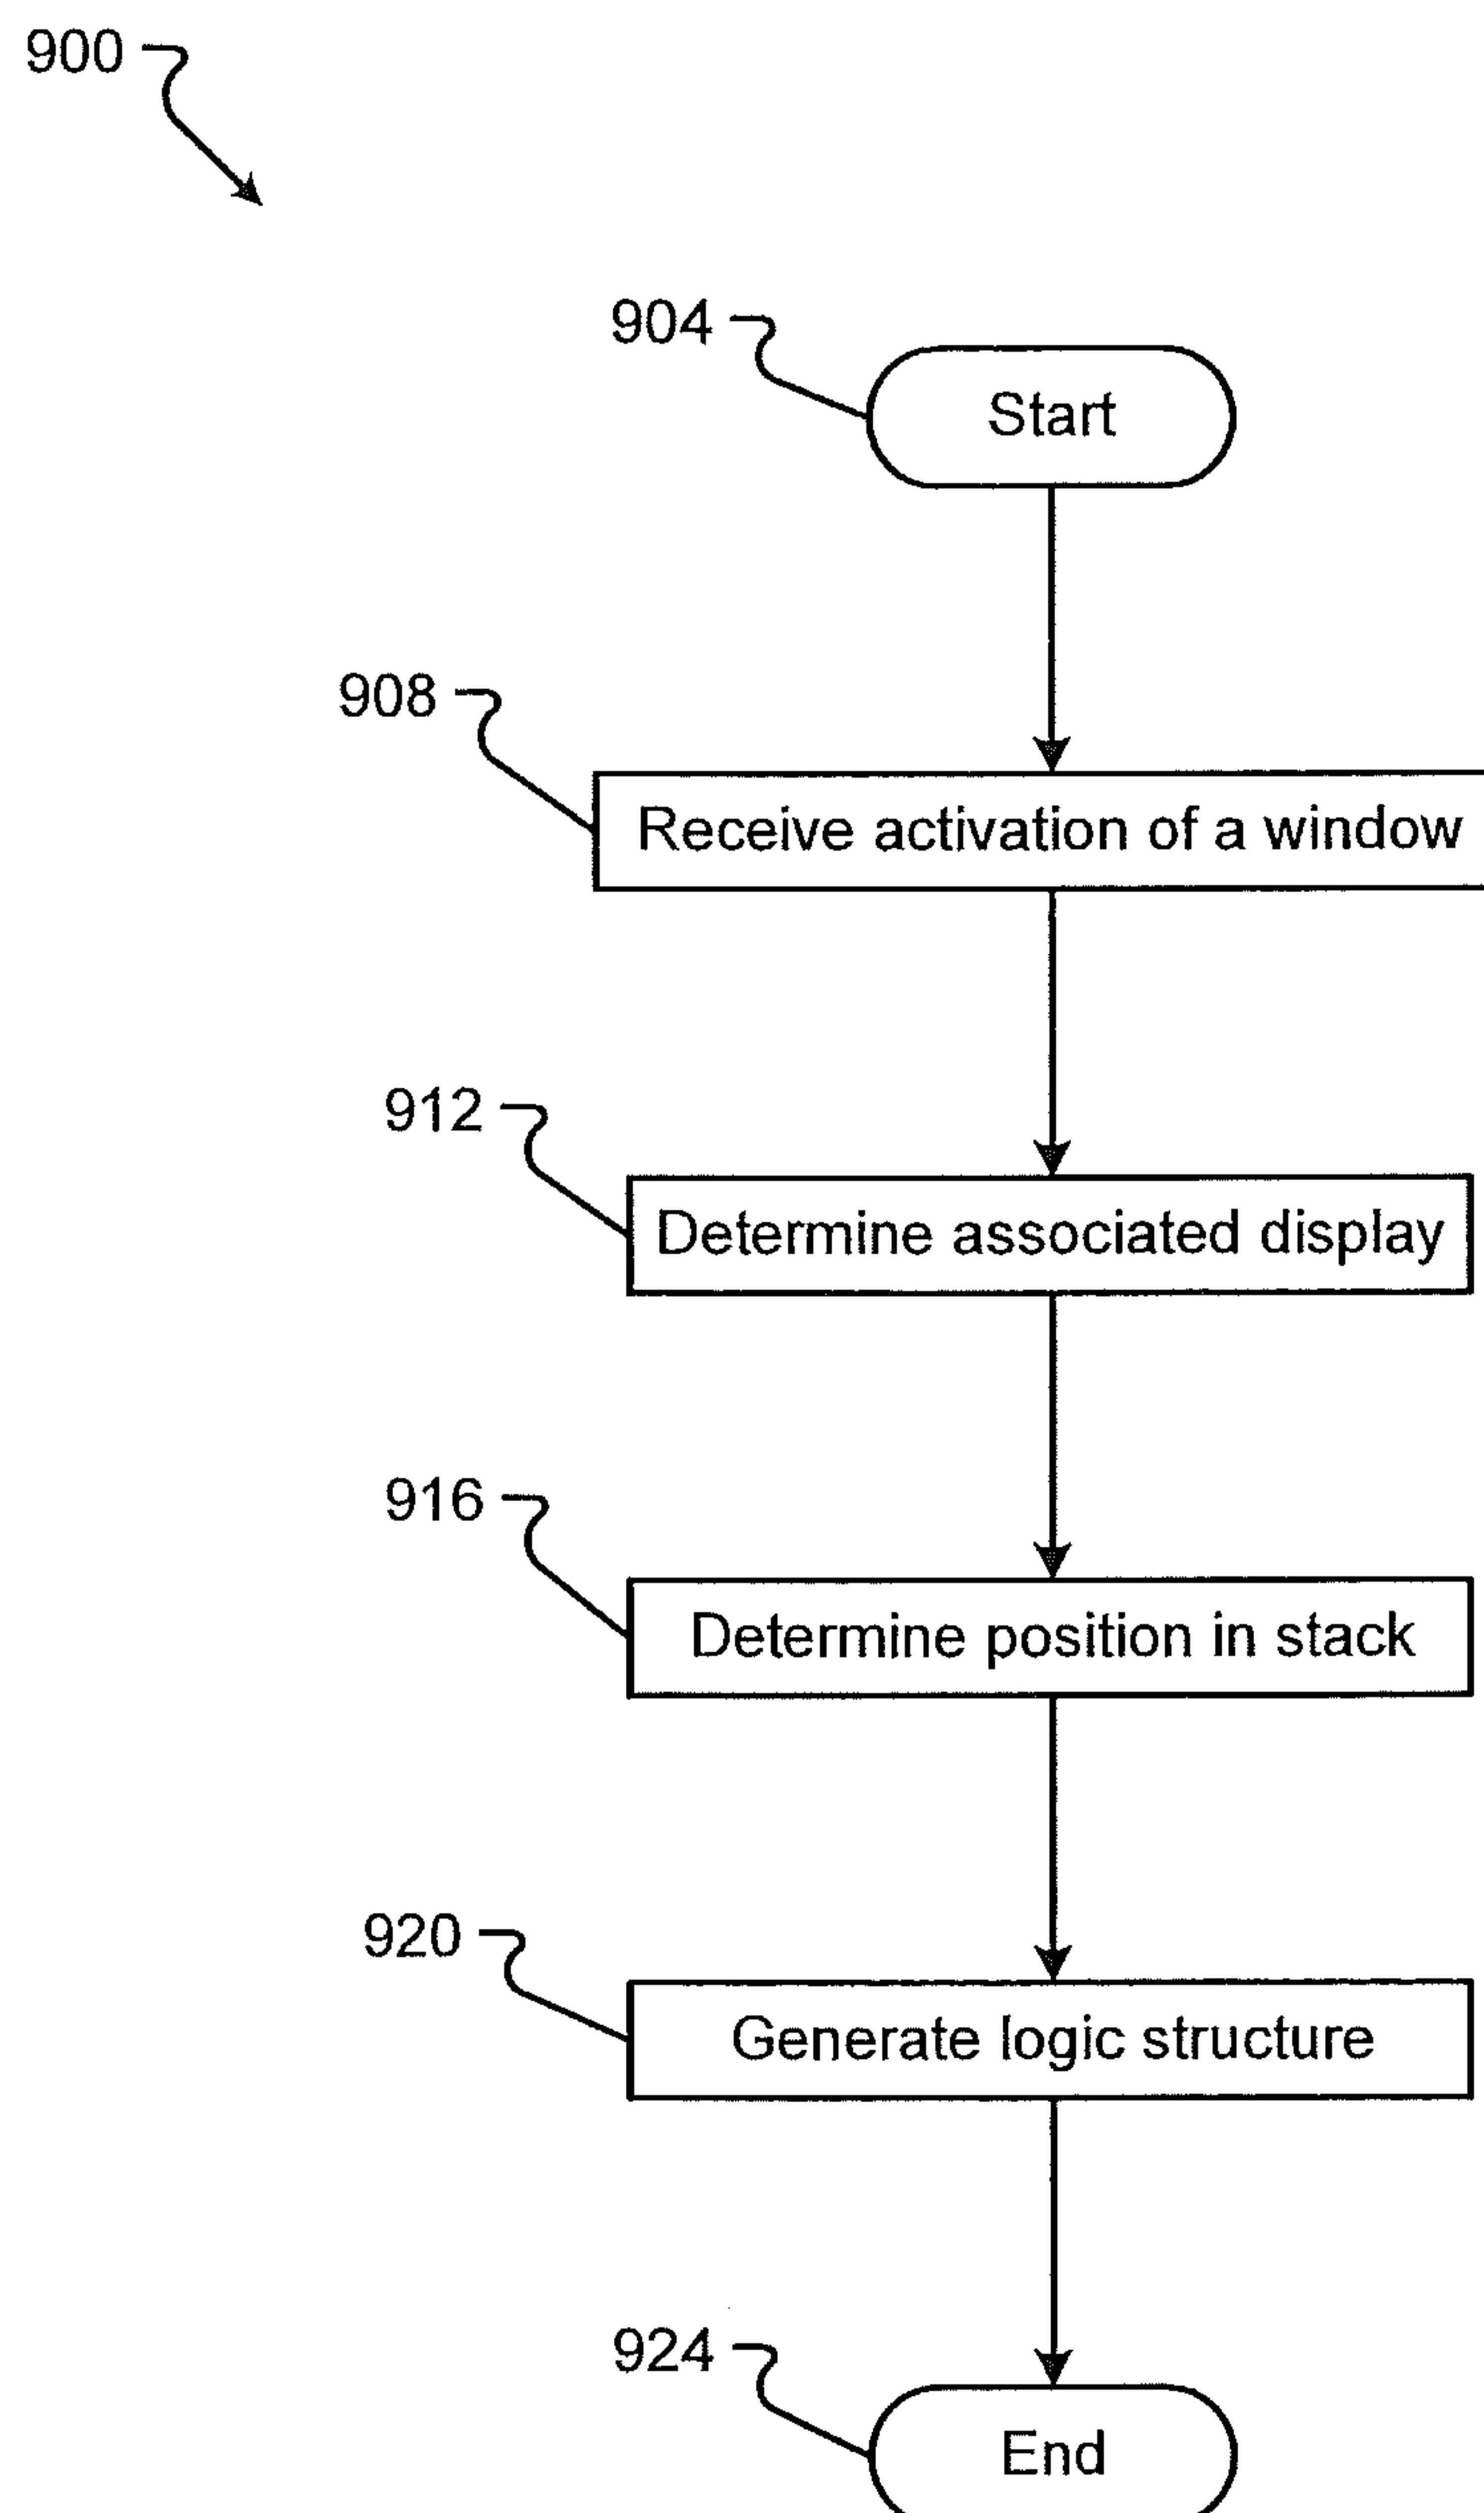 900
904
Start
908
Receive activation of a window
912
Determine associated display
916
Determine position in stack
920
Generate logic structure
924
End